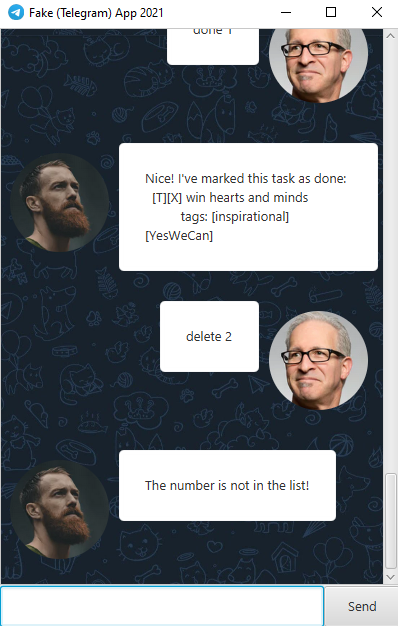 Fake (Telegram) App 2021
done 1
Nice! I've marked this task as done:
[T][X] win hearts and minds
tags: [inspirational]
[YesWeCan]
delete 2
The number is not in the list!
Send